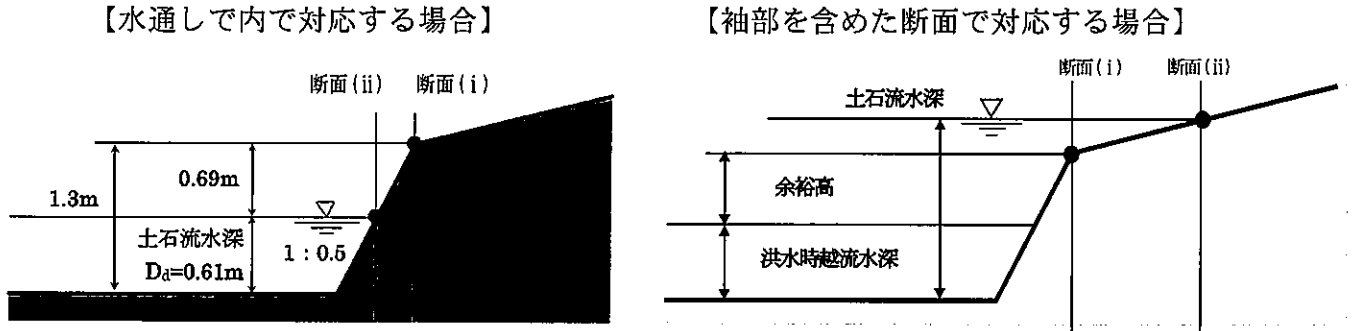 【水通しで内で対応する場合】
断面(ii)
断面(i)
1.3m
0.69m
土石流水深
Dd=0.61m
1：0.5
【袖部を含めた断面で対応する場合】
断面(i)
断面(ii)
土石流水深
余裕高
洪水時越流水深